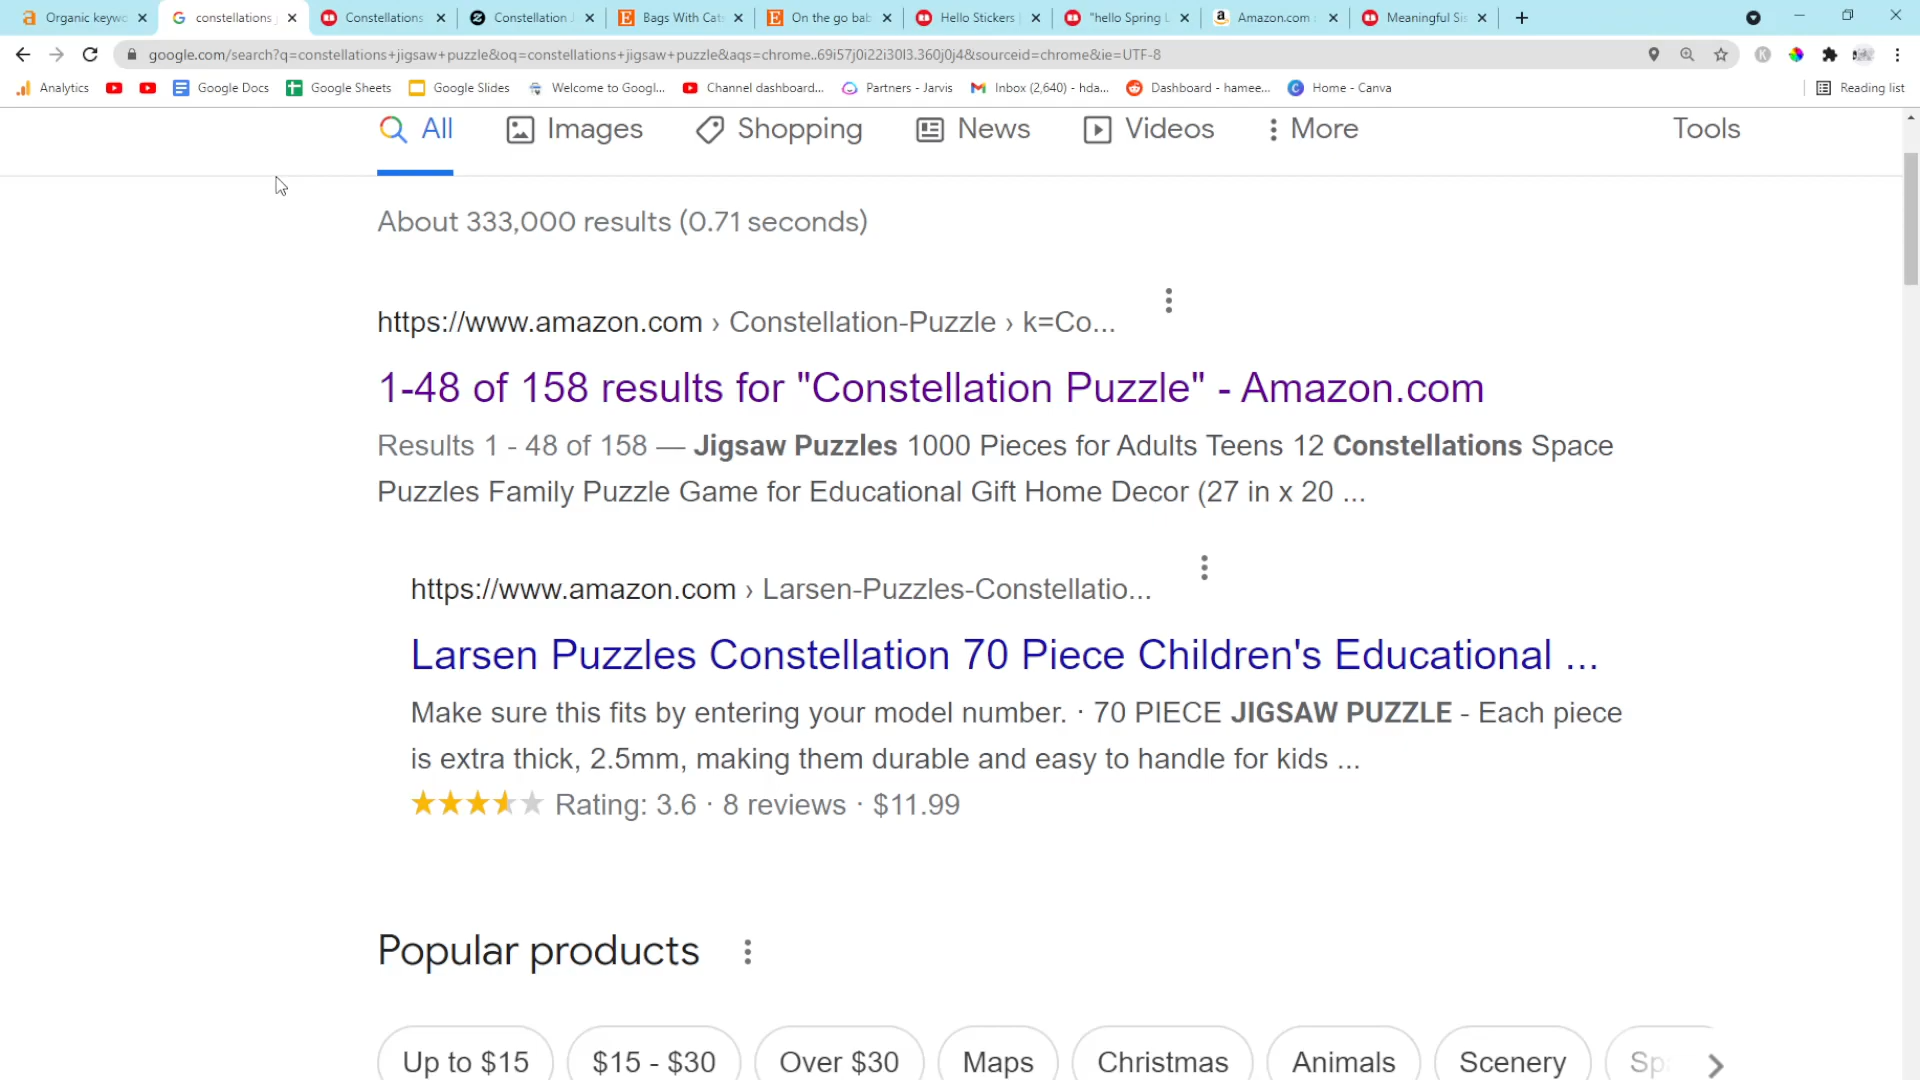 Organic keyw
constellations j
Constellations
Constellation J
Bags With Cat
On the go bab
Hello Stickers
"hello Spring L
Amazon.com :
Meaningful Sis
google.com/search?q=constellations+jigsaw+puzzle&oq=constellations+jigsaw+puzzle&aqs=chrome..69i57j0i22i30l3.360j0j4&sourceid=chrome&ie=UTF-8
Analytics
Google Docs
Google Sheets
Google Slides
Welcome to Googl...
Channel dashboard...
Partners - Jarvis
Inbox (2,640) - hda...
Dashboard - hamee...
Home - Canva
Reading list
All
Images
Shopping
News
Videos
More
Tools
About 333,000 results (0.71 seconds)
https://www.amazon.com › Constellation-Puzzle › k=Co...
1-48 of 158 results for "Constellation Puzzle" - Amazon.com
Results 1 - 48 of 158 — Jigsaw Puzzles 1000 Pieces for Adults Teens 12 Constellations Space
Puzzles Family Puzzle Game for Educational Gift Home Decor (27 in x 20 ...
https://www.amazon.com › Larsen-Puzzles-Constellatio...
Larsen Puzzles Constellation 70 Piece Children's Educational ...
Make sure this fits by entering your model number. · 70 PIECE JIGSAW PUZZLE - Each piece
is extra thick, 2.5mm, making them durable and easy to handle for kids ...
Rating: 3.6 · 8 reviews · $11.99
Popular products
Up to $15
$15 - $30
Over $30
Maps
Christmas
Animals
Scenery